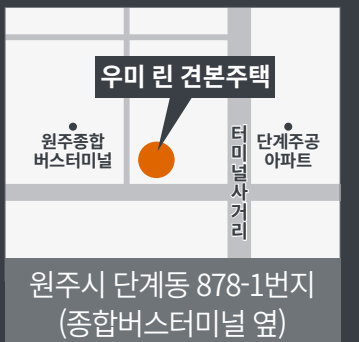 우미 린 견본주택
원주종합
버스터미널
터미널사거리
단계주공
아파트
원주시 단계동 878-1번지
(종합버스터미널 옆)